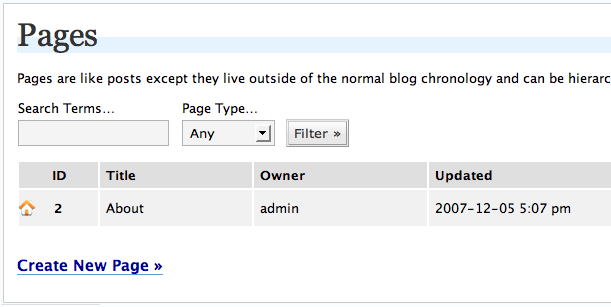 Pages
Pages are like posts except they live outside of the normal blog chronology and can be
Search Terms... Page Type...
Any Filter »
ID Title Owner Updated
2 About admin 2007-12-05 5:07 pm
Create New Page »